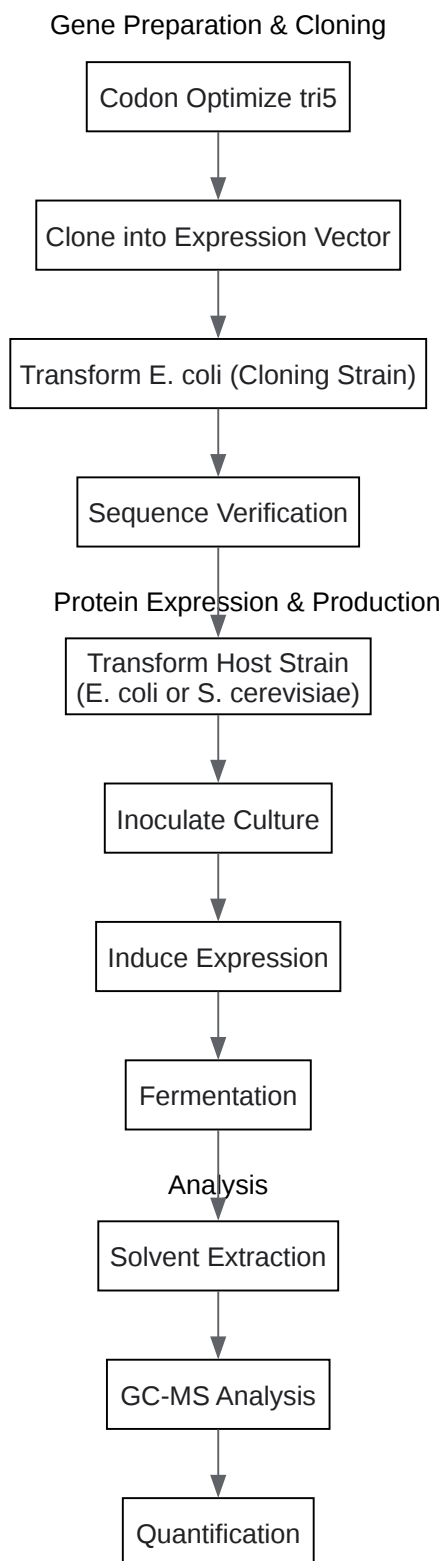 Gene Preparation & Cloning
Codon Optimize tri5
Clone into Expression Vector
Transform E. coli (Cloning Strain)
Sequence Verification
Protein Expression & Production
Transform Host Strain
(E. coli or S. cerevisiae)
Inoculate Culture
Induce Expression
Fermentation
Analysis
Solvent Extraction
GC-MS Analysis
Quantification